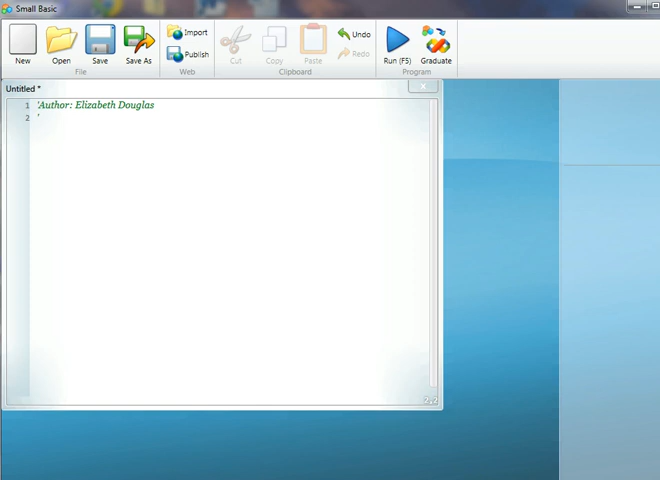 Small Basic
New
Open
Save
Save As
Import
Publish
Cut
Copy
Paste
Undo
Redo
Run (F5)
Graduate
File
Web
Clipboard
Program
Untitled *
1 'Author: Elizabeth Douglas
2 '
2,2